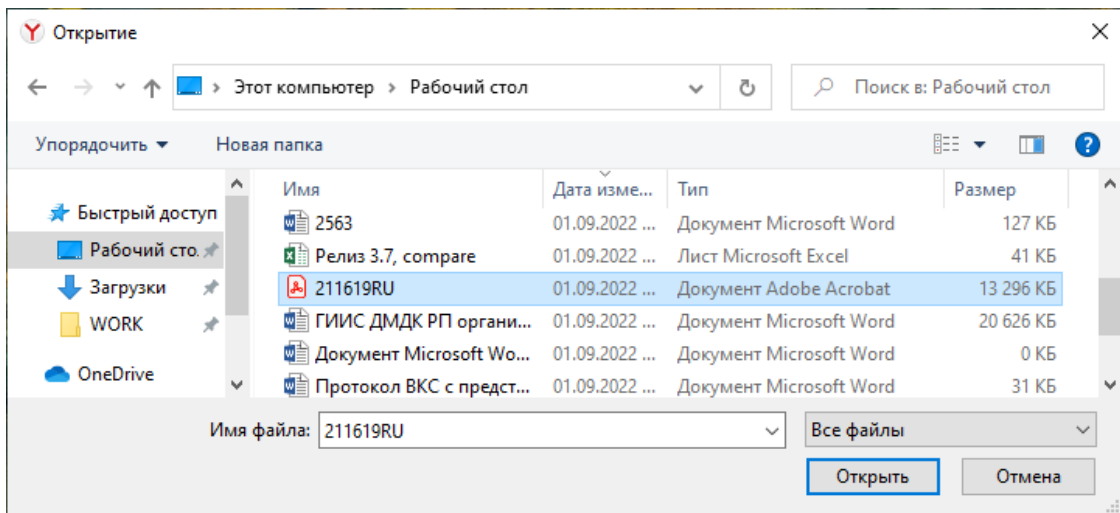 Открытие
Этот компьютер › Рабочий стол
Поиск в: Рабочий стол
Упорядочить Новая папка
Имя Дата изме... Тип Размер
Быстрый доступ
Рабочий сто.
Загрузки
WORK
OneDrive
2563 01.09.2022 ... Документ Microsoft Word 127 КБ
Релиз 3.7, compare 01.09.2022 ... Лист Microsoft Excel 41 КБ
211619RU 01.09.2022 ... Документ Adobe Acrobat 13 296 КБ
ГИИС ДМДК РП органи... 01.09.2022 ... Документ Microsoft Word 20 626 КБ
Документ Microsoft Wo... 01.09.2022 ... Документ Microsoft Word 0 КБ
Протокол ВКС с предст... 01.09.2022 ... Документ Microsoft Word 31 КБ
Имя файла: 211619RU Все файлы
Открыть Отмена